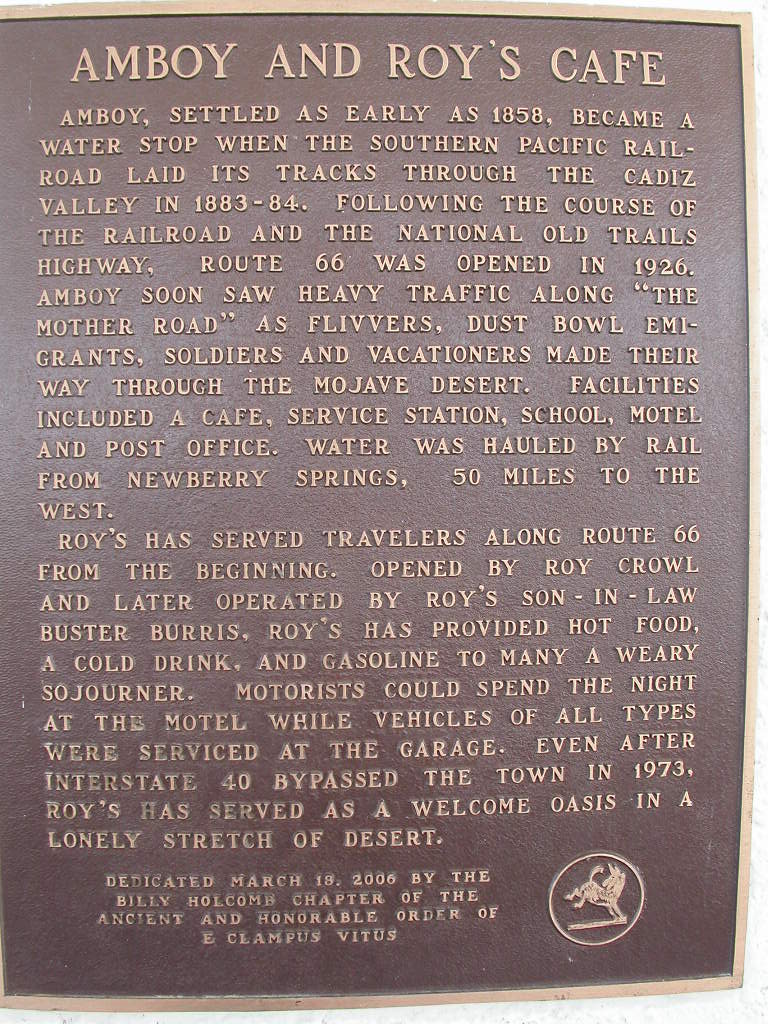 AMBOY AND ROY'S CAFE
AMBOY, SETTLED AS EARLY AS 1858, BECAME A
WATER STOP WHEN THE SOUTHERN PACIFIC RAIL-
ROAD LAID ITS TRACKS THROUGH THE CADIZ
VALLEY IN 1883-84. FOLLOWING THE COURSE OF
THE RAILROAD AND THE NATIONAL OLD TRAILS
HIGHWAY, ROUTE 66 WAS OPENED IN 1926.
AMBOY SOON SAW HEAVY TRAFFIC ALONG "THE
MOTHER ROAD" AS FLIVVERS, DUST BOWL EMI-
GRANTS, SOLDIERS AND VACATIONERS MADE THEIR
WAY THROUGH THE MOJAVE DESERT. FACILITIES
INCLUDED A CAFE, SERVICE STATION, SCHOOL, MOTEL
AND POST OFFICE. WATER WAS HAULED BY RAIL
FROM NEWBERRY SPRINGS, 50 MILES TO THE
WEST.
ROY'S HAS SERVED TRAVELERS ALONG ROUTE 66
FROM THE BEGINNING. OPENED BY ROY CROWL
AND LATER OPERATED BY ROY'S SON-IN-LAW
BUSTER BURRIS, ROY'S HAS PROVIDED HOT FOOD,
A COLD DRINK, AND GASOLINE TO MANY A WEARY
SOJOURNER. MOTORISTS COULD SPEND THE NIGHT
AT THE MOTEL WHILE VEHICLES OF ALL TYPES
WERE SERVICED AT THE GARAGE. EVEN AFTER
INTERSTATE 40 BYPASSED THE TOWN IN 1973,
ROY'S HAS SERVED AS A WELCOME OASIS IN A
LONELY STRETCH OF DESERT.
DEDICATED MARCH 18, 2006 BY THE
BILLY HOLCOMB CHAPTER OF THE
ANCIENT AND HONORABLE ORDER OF
E CLAMPUS VITUS